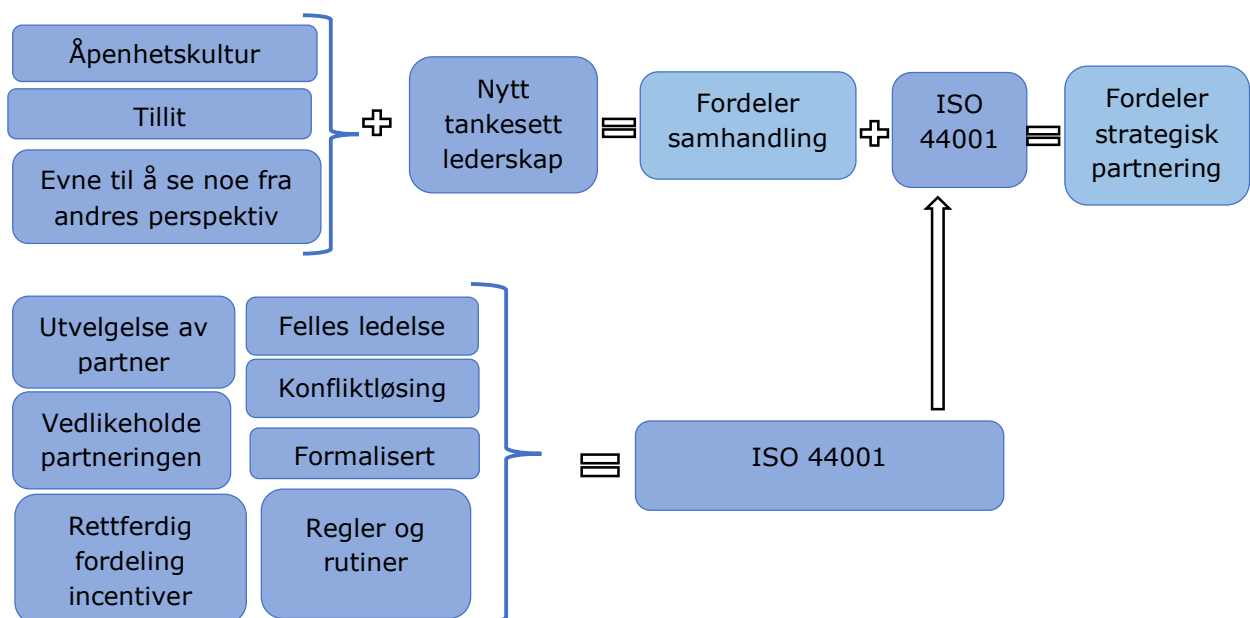 Åpenhetskultur
Tillit
Evne til å se noe fra
andres perspektiv
Nytt
tankesett
lederskap
Fordeler
samhandling
ISO
44001
Fordeler
strategisk
partnering
Utvelgelse av
partner
Vedlikeholde
partneringen
Rettferdig
fordeling
incentiver
Felles ledelse
Konfliktløsing
Formalisert
Regler og
rutiner
ISO 44001